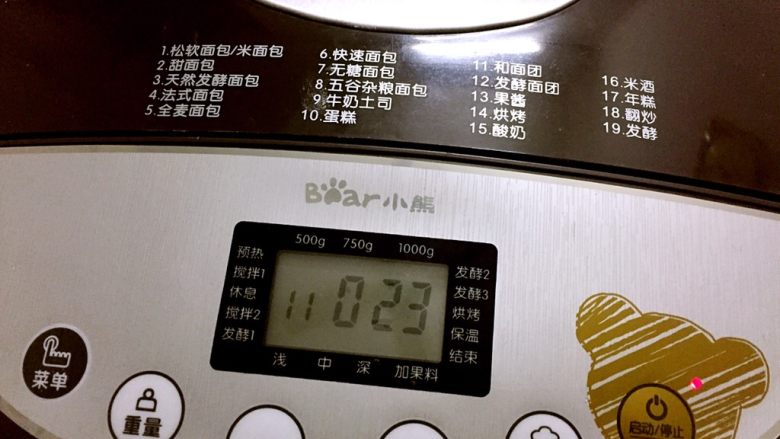 1.松软面包/米面包
2.甜面包
3.天然发酵面包
4.法式面包
5.全麦面包
6.快速面包
7.无糖面包
8.五谷杂粮面包
9.牛奶土司
10.蛋糕
11.和面团
12.发酵面团
13.果酱
14.烘烤
15.酸奶
16.米酒
17.年糕
18.翻炒
19.发酵
Bear小熊
500g 750g 1000g
预热
搅拌1
休息
搅拌2
发酵1
11 023
发酵2
发酵3
烘烤
保温
结束
浅 中 深 加果料
菜单
重量
启动/停止